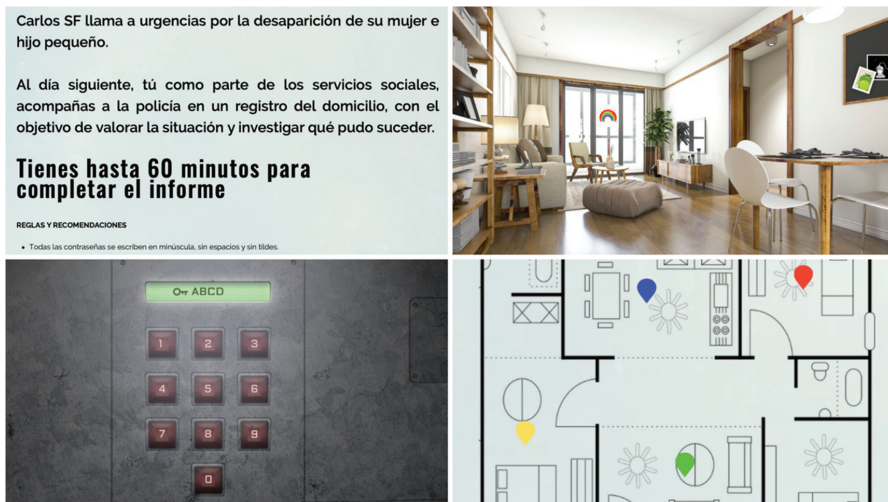 Carlos SF llama a urgencias por la desaparición de su mujer e
hijo pequeño.
Al día siguiente, tú como parte de los servicios sociales,
acompañas a la policía en un registro del domicilio, con el
objetivo de valorar la situación y investigar qué pudo suceder.
Tienes hasta 60 minutos para
completar el informe
REGLAS Y RECOMENDACIONES
• Todas las contraseñas se escriben en minúscula, sin espacios y sin tildes.
ABCD
1 2 3
4 5 6
7 8 9
0